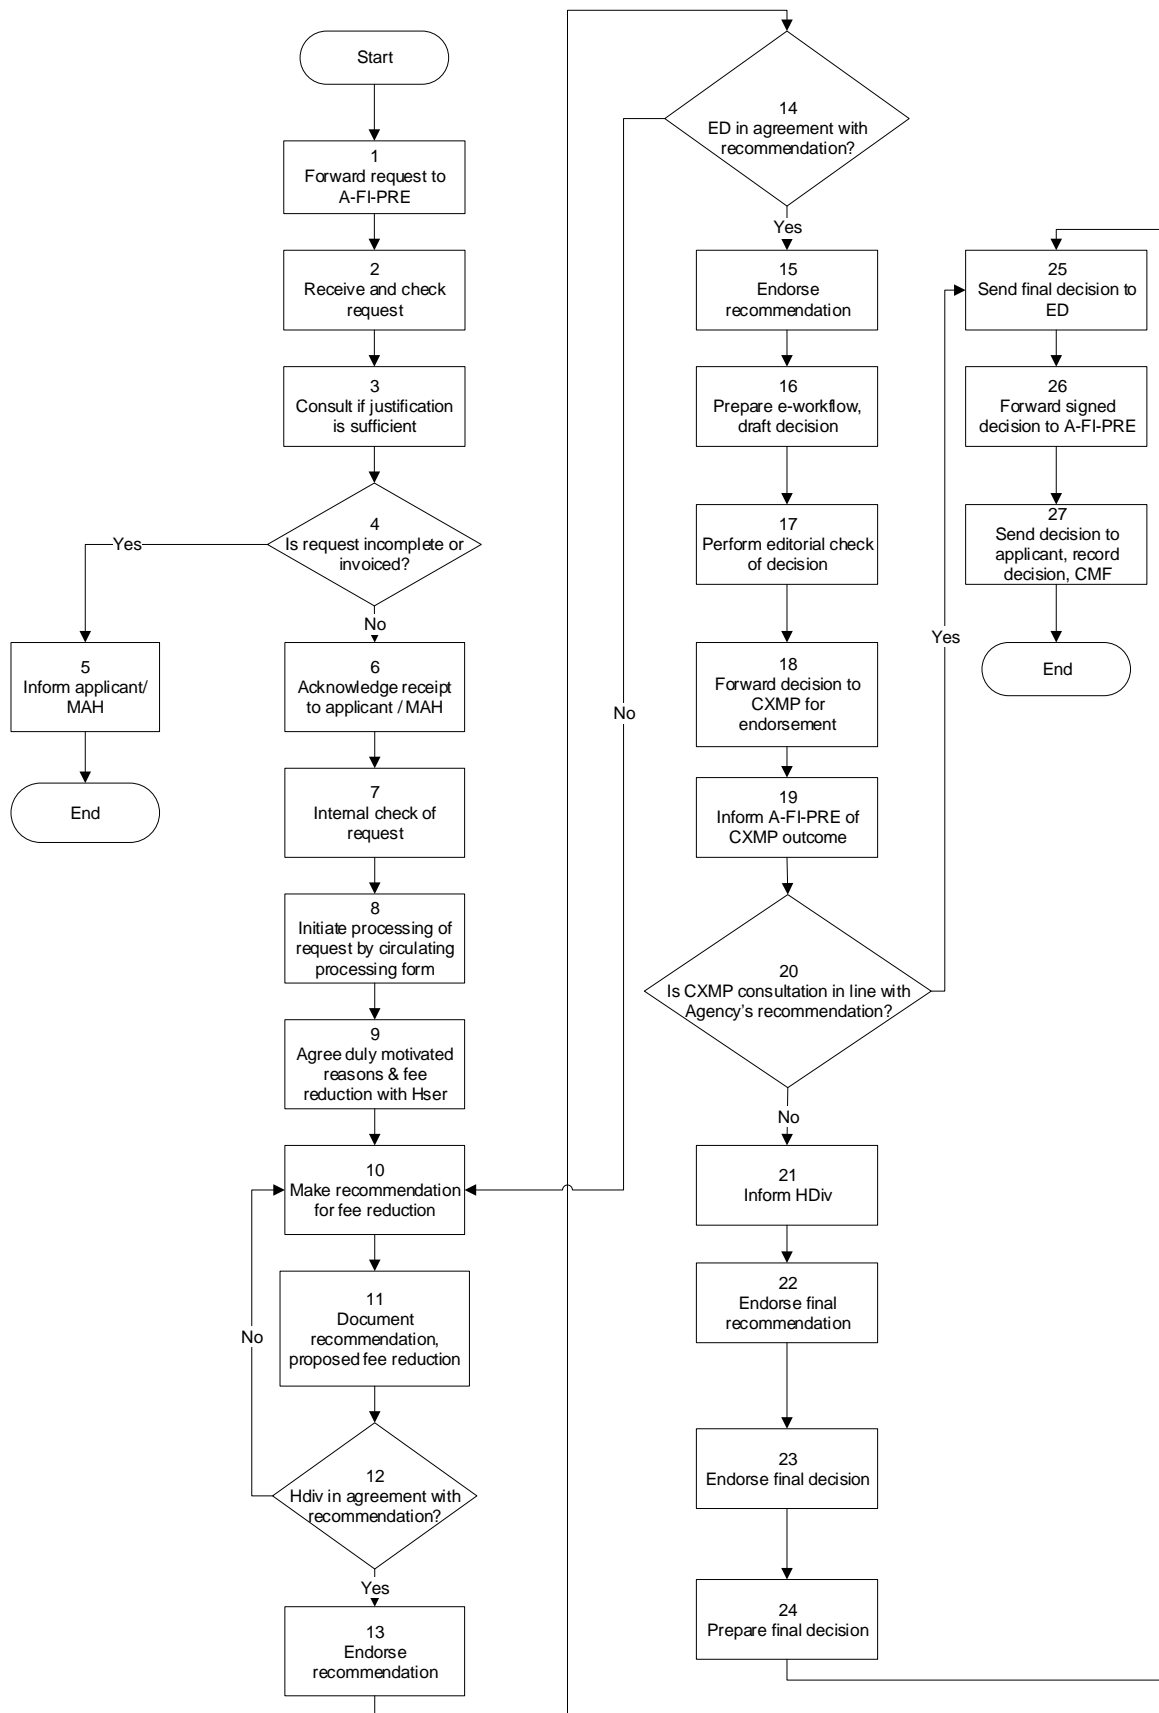 Start
1
Forward request to
A-FI-PRE
2
Receive and check
request
3
Consult if justification
is sufficient
4
Is request incomplete or
invoiced?
Yes
No
5
Inform applicant/
MAH
End
6
Acknowledge receipt
to applicant / MAH
7
Internal check of
request
8
Initiate processing of
request by circulating
processing form
9
Agree duly motivated
reasons & fee
reduction with Hser
10
Make recommendation
for fee reduction
11
Document
recommendation,
proposed fee reduction
No
12
Hdiv in agreement with
recommendation?
Yes
13
Endorse
recommendation
14
ED in agreement with
recommendation?
No
Yes
15
Endorse
recommendation
16
Prepare e-workflow,
draft decision
17
Perform editorial check
of decision
18
Forward decision to
CXMP for
endorsement
19
Inform A-FI-PRE of
CXMP outcome
20
Is CXMP consultation in line with
Agency's recommendation?
Yes
No
21
Inform HDiv
22
Endorse final
recommendation
23
Endorse final decision
24
Prepare final decision
25
Send final decision to
ED
26
Forward signed
decision to A-FI-PRE
27
Send decision to
applicant, record
decision, CMF
End